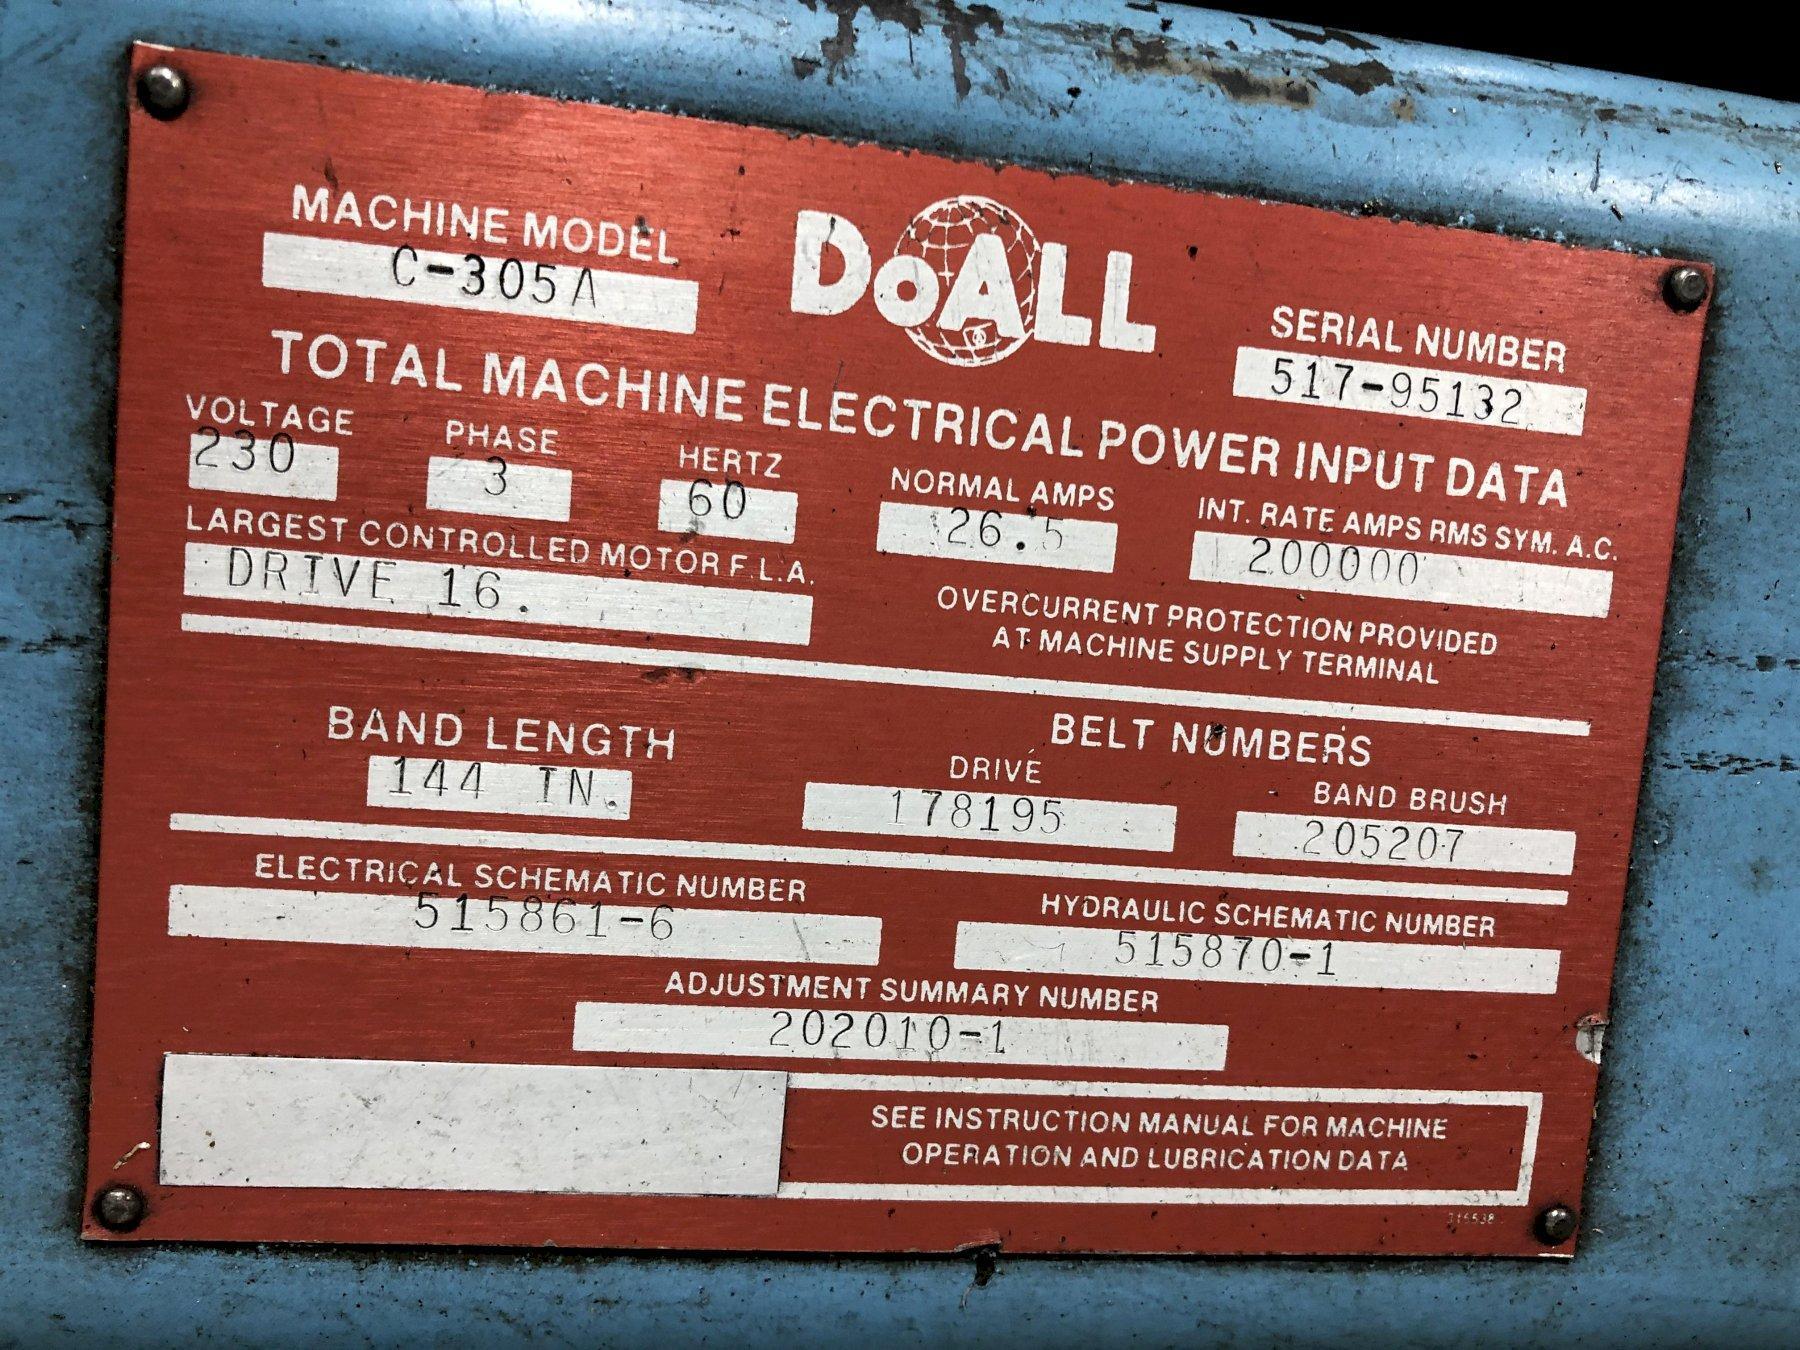 MACHINE MODEL
C-305A
DoALL
SERIAL NUMBER
517-95132
TOTAL MACHINE ELECTRICAL POWER INPUT DATA
VOLTAGE
230
PHASE
3
HERTZ
60
NORMAL AMPS
26.5
INT. RATE AMPS RMS SYM. A.C.
200000
LARGEST CONTROLLED MOTOR F.L.A.
DRIVE 16.
OVERCURRENT PROTECTION PROVIDED
AT MACHINE SUPPLY TERMINAL
BAND LENGTH
144 IN.
BELT NUMBERS
DRIVE
178195
BAND BRUSH
205207
ELECTRICAL SCHEMATIC NUMBER
515861-6
HYDRAULIC SCHEMATIC NUMBER
515870-1
ADJUSTMENT SUMMARY NUMBER
202010-1
SEE INSTRUCTION MANUAL FOR MACHINE
OPERATION AND LUBRICATION DATA